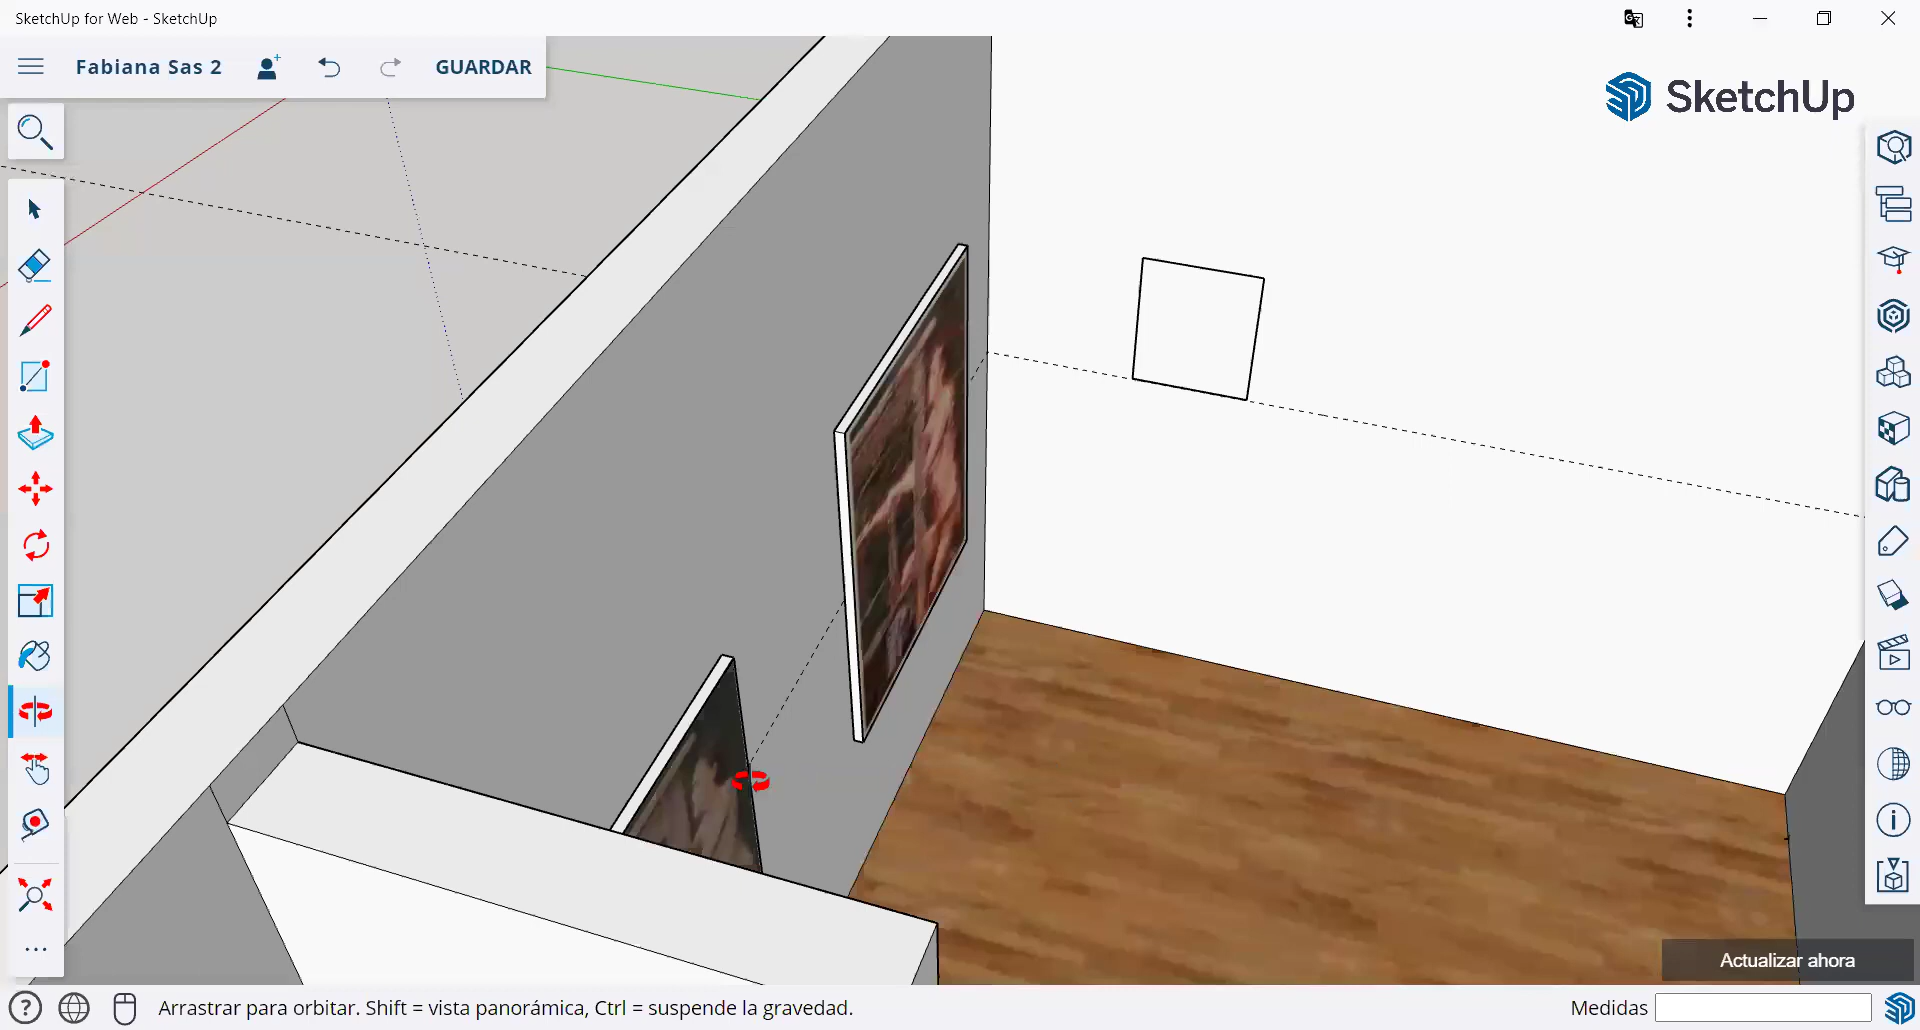 SketchUp for Web - SketchUp
Fabiana Sas 2
GUARDAR
SketchUp
Actualizar ahora
Arrastrar para orbitar. Shift = vista panorámica, Ctrl = suspende la gravedad.
Medidas